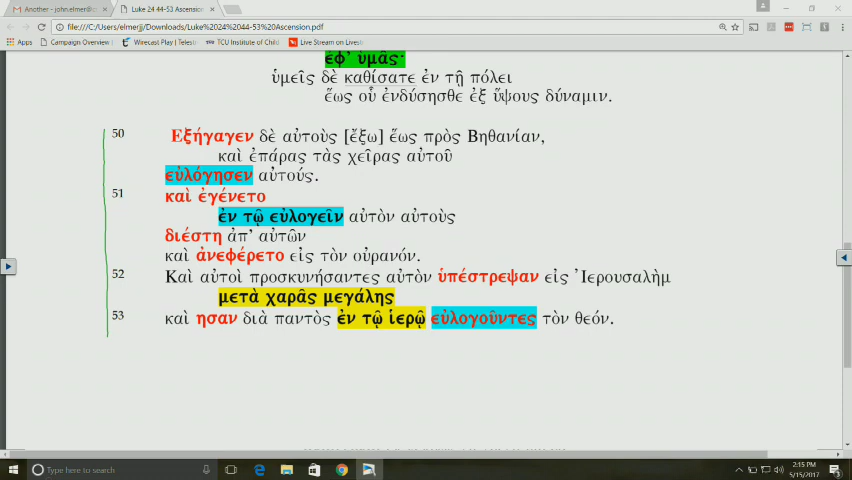 Another - john.elmer@c
Luke 24 44-53 Ascension.
file:///C:/Users/elmerjj/Downloads/Luke%2024%2044-53%20Ascension.pdf
Apps Campaign Overview | Wirecast Play | Telest TCU Institute of Child Live Stream on Lives
ἐφ’ ὑμᾶς·
ὑμεῖς δὲ καθίσατε ἐν τῇ πόλει
ἕως οὗ ἐνδύσησθε ἐξ ὕψους δύναμιν.
50 Εξήγαγεν δὲ αὐτοὺς [ἔξω] ἕως πρὸς Βηθανίαν,
καὶ ἐπάρας τὰς χεῖρας αὐτοῦ
εὐλόγησεν αὐτούς.
51 καὶ ἐγένετο
ἐν τῷ εὐλογεῖν αὐτὸν αὐτοὺς
διέστη ἀπ’ αὐτῶν
καὶ ἀνεφέρετο εἰς τὸν οὐρανόν.
52 Καὶ αὐτοὶ προσκυνήσαντες αὐτὸν ὑπέστρεψαν εἰς Ἰερουσαλὴμ
μετὰ χαρᾶς μεγάλης
53 καὶ ησαν διὰ παντὸς ἐν τῷ ἱερῷ εὐλογοῦντες τὸν θεόν.
Type here to search
2:15 PM
5/15/2017